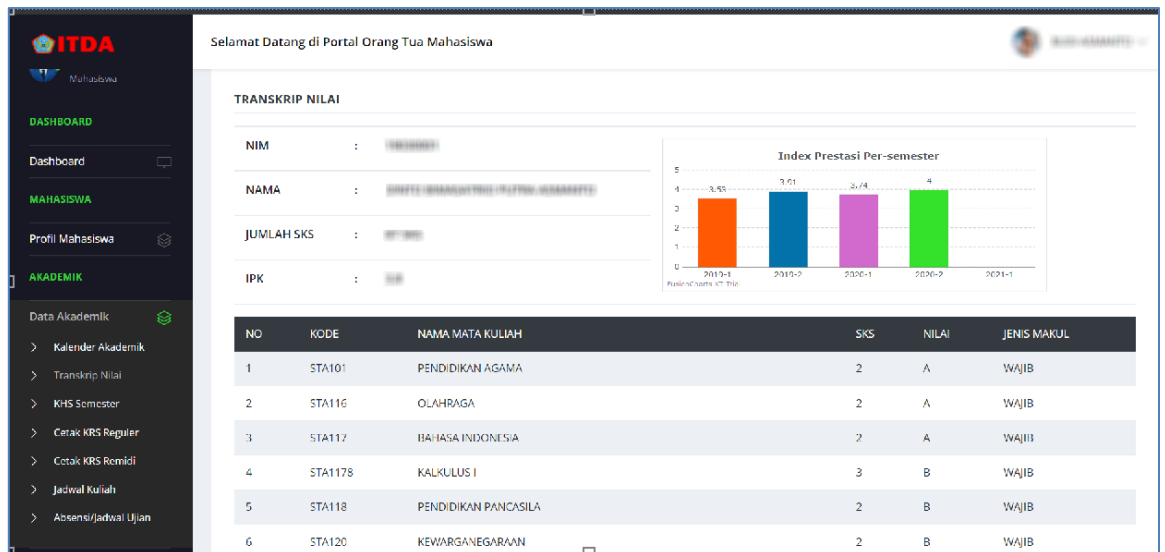 ITDA
Selamat Datang di Portal Orang Tua Mahasiswa
Mahasiswa
DASHBOARD
Dashboard
MAHASISWA
Profil Mahasiswa
AKADEMIK
Data Akademik
Kalender Akademik
Transkrip Nilai
KHS Semester
Cetak KRS Reguler
Cetak KRS Remidi
Jadwal Kuliah
Absensi/Jadwal Ujian
TRANSKRIP NILAI
NIM :
NAMA :
JUMLAH SKS :
IPK :
Index Prestasi Per-semester
5
4
3
2
1
0
3.53 3.91 3.74 4
2019-1 2019-2 2020-1 2020-2 2021-1
FusionCharts XT Trial
NO KODE NAMA MATA KULIAH SKS NILAI JENIS MAKUL
1 STA101 PENDIDIKAN AGAMA 2 A WAJIB
2 STA116 OLAHRAGA 2 A WAJIB
3 STA117 BAHASA INDONESIA 2 A WAJIB
4 STA1178 KALKULUS I 3 B WAJIB
5 STA118 PENDIDIKAN PANCASILA 2 B WAJIB
6 STA120 KEWARGANEGARAAN 2 B WAJIB